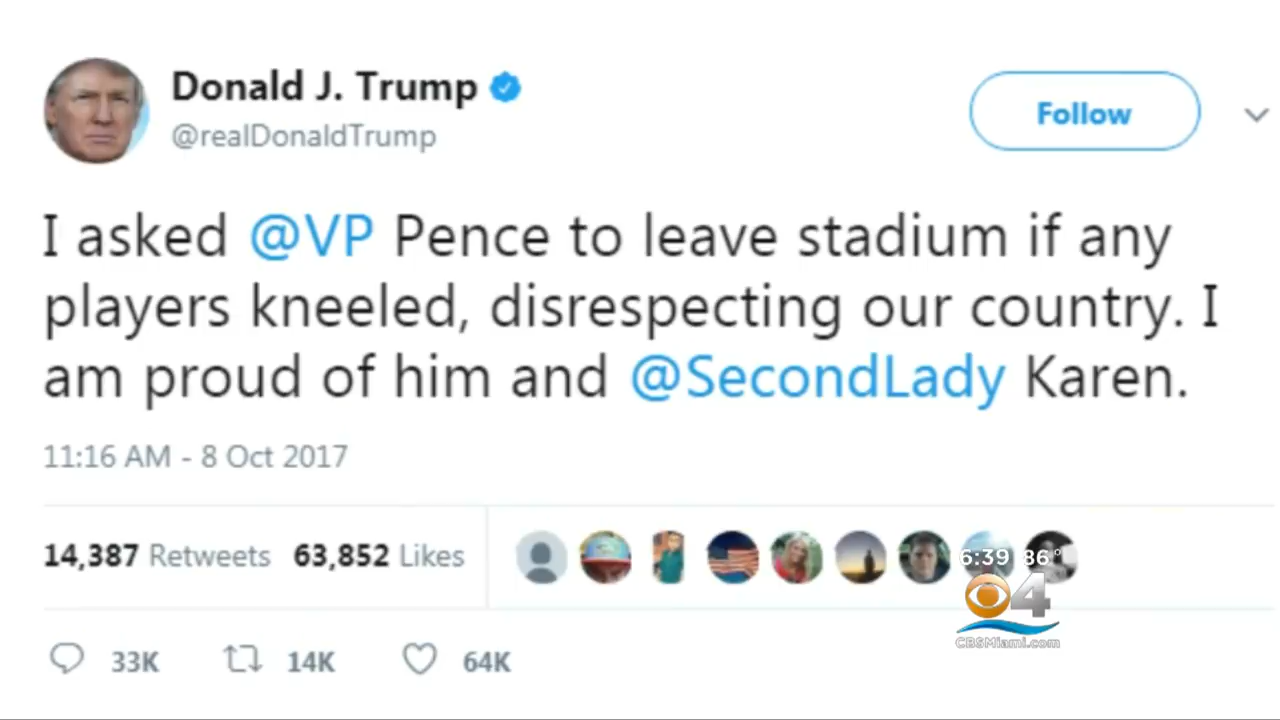 Donald J. Trump
@realDonaldTrump
Follow
I asked @VP Pence to leave stadium if any
players kneeled, disrespecting our country. I
am proud of him and @SecondLady Karen.
11:16 AM - 8 Oct 2017
14,387 Retweets 63,852 Likes
6:39 86°
4
CBSMiami.com
33K 14K 64K